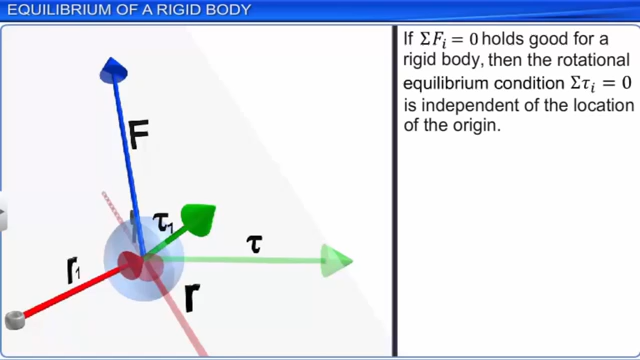 EQUILIBRIUM OF A RIGID BODY
If ΣFᵢ = 0 holds good for a
rigid body, then the rotational
equilibrium condition Στᵢ = 0
is independent of the location
of the origin.
F
τ₁
τ
r₁
r